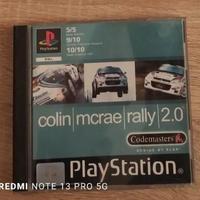 5/5
9/10
10/10
colin | mcrae | rally | 2.0
Codemasters
PlayStation
REDMI NOTE 13 PRO 5G